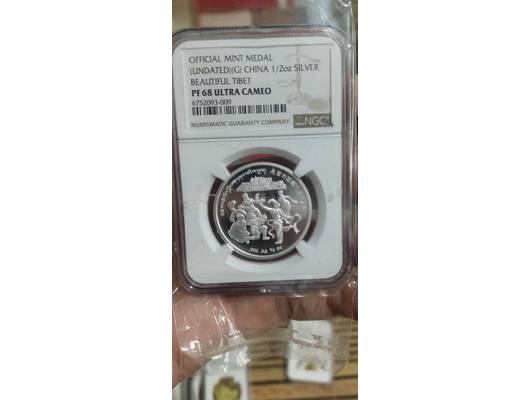 OFFICIAL MINT MEDAL
(UNDATED)(G) CHINA 1/2oz SILVER
BEAUTIFUL TIBET
PF 68 ULTRA CAMEO
6752093-009
NUMISMATIC GUARANTY COMPANY
NGC